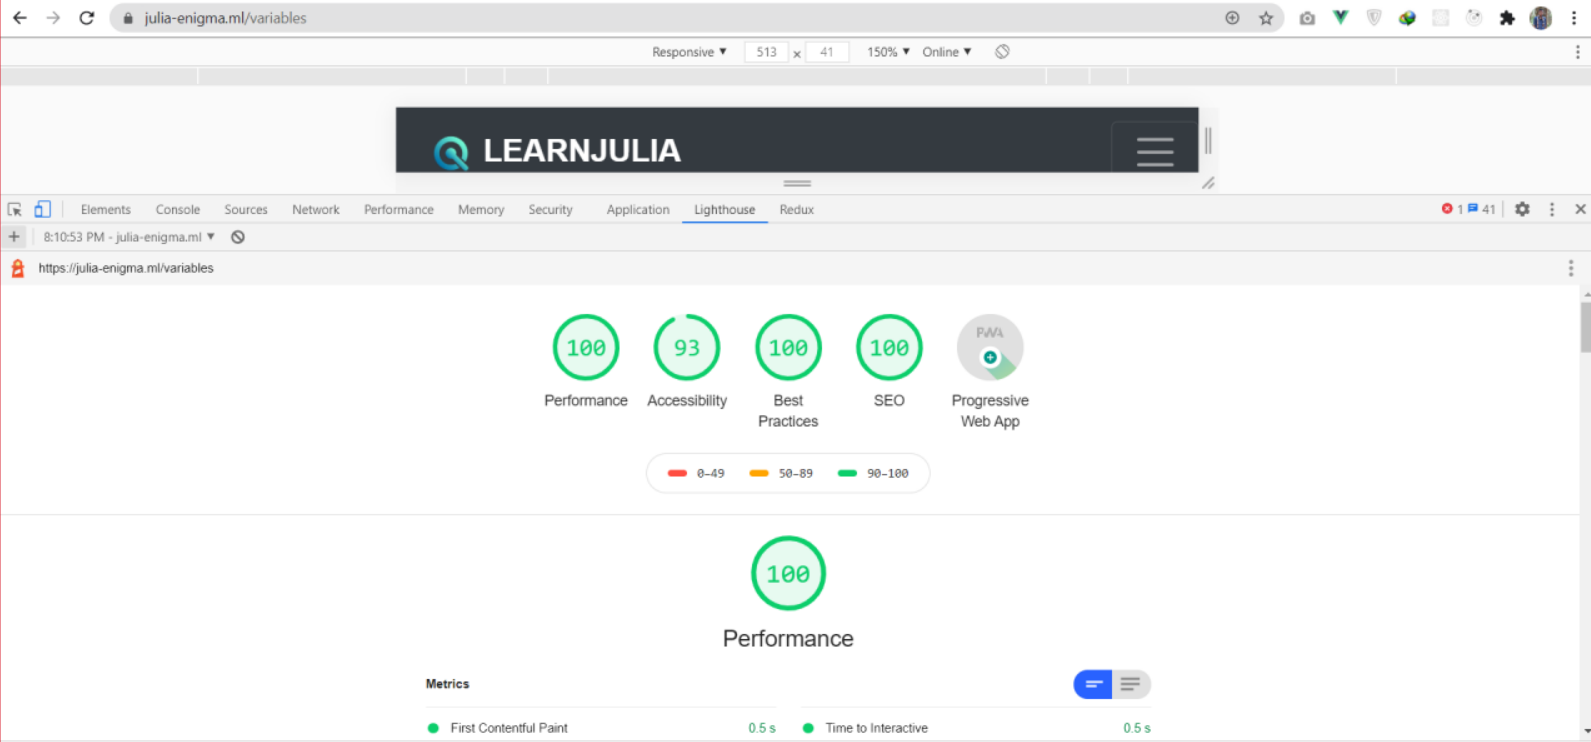 julia-enigma.ml/variables
Responsive ▼ 513 x 41 150% ▼ Online ▼
LEARNJULIA
Elements Console Sources Network Performance Memory Security Application Lighthouse Redux 1 41
8:10:53 PM - julia-enigma.ml ▼
https://julia-enigma.ml/variables
100 93 100 100 PWA
Performance Accessibility Best Practices SEO Progressive Web App
0–49 50–89 90–100
100
Performance
Metrics
First Contentful Paint 0.5 s Time to Interactive 0.5 s